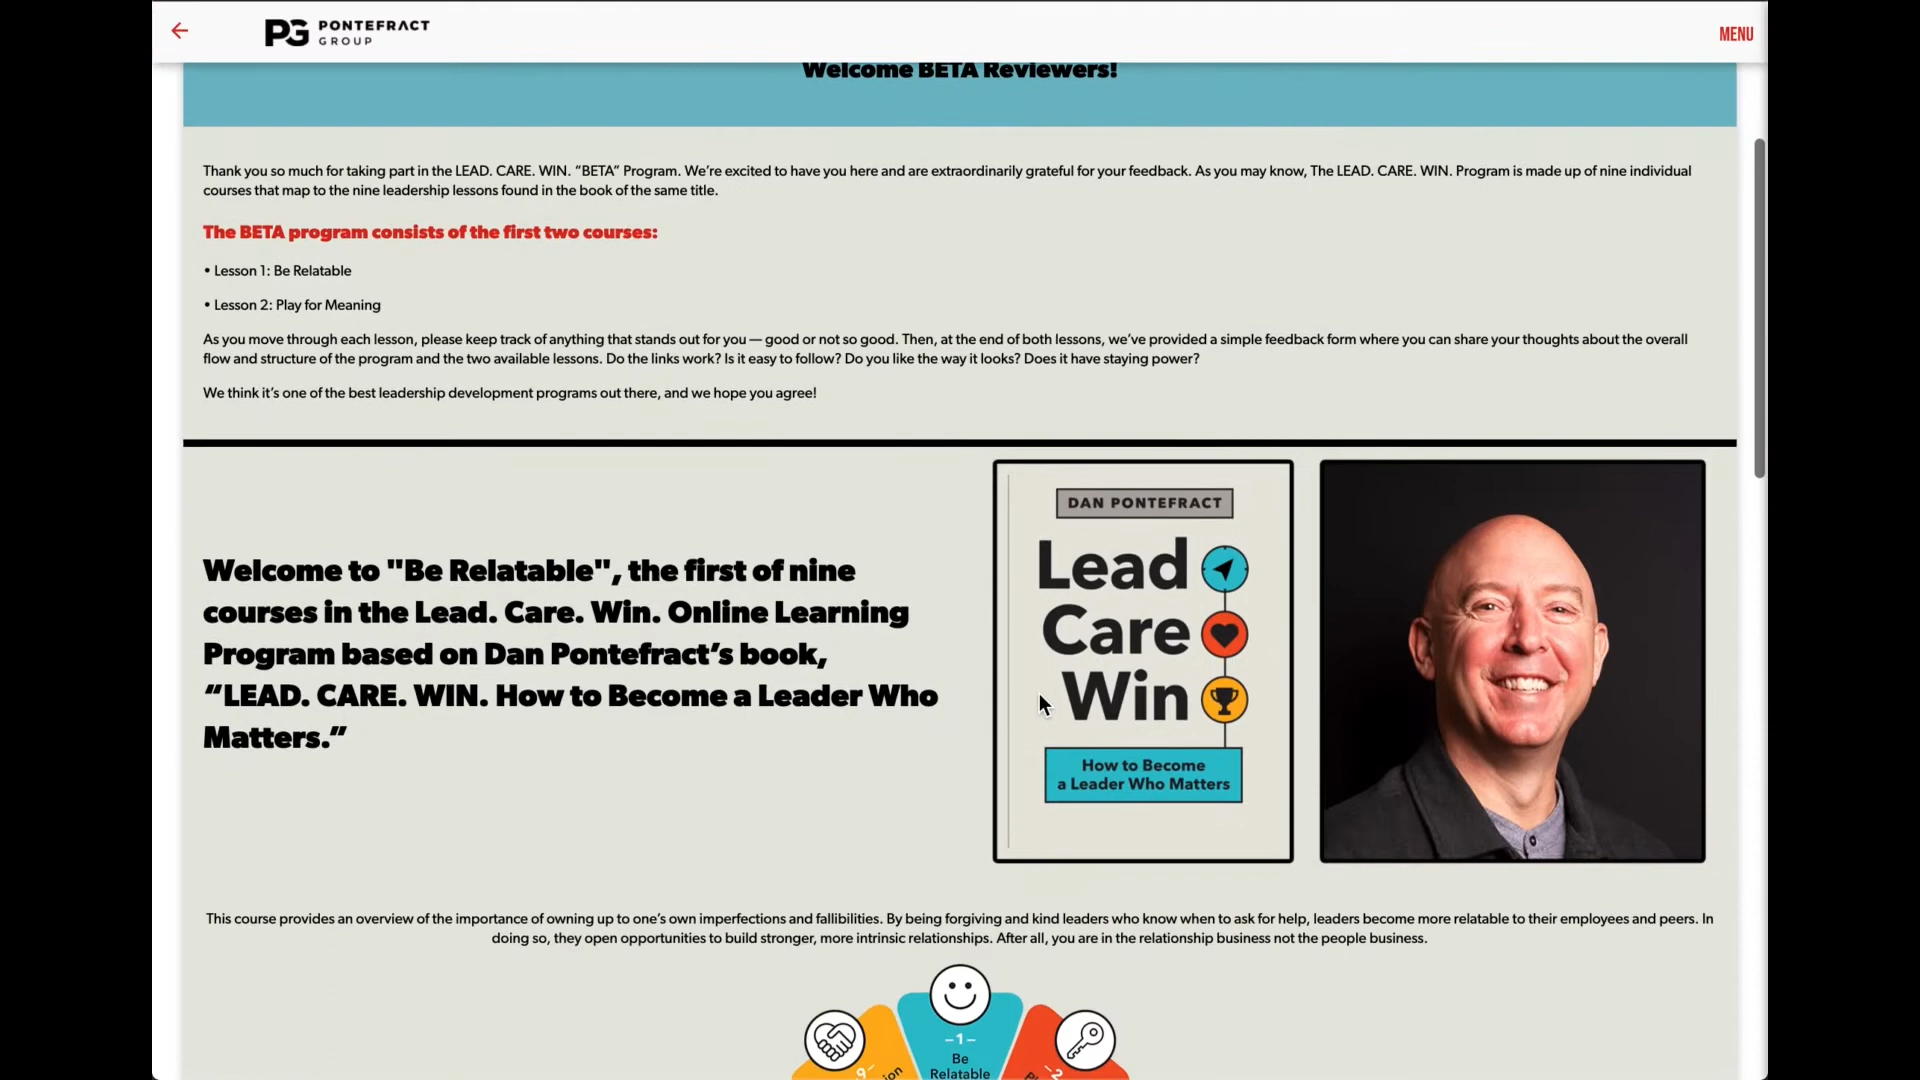 PG PONTEFRACT
GROUP
MENU
Welcome BETA Reviewers!
Thank you so much for taking part in the LEAD. CARE. WIN. “BETA” Program. We’re excited to have you here and are extraordinarily grateful for your feedback. As you may know, The LEAD. CARE. WIN. Program is made up of nine individual
courses that map to the nine leadership lessons found in the book of the same title.
The BETA program consists of the first two courses:
• Lesson 1: Be Relatable
• Lesson 2: Play for Meaning
As you move through each lesson, please keep track of anything that stands out for you — good or not so good. Then, at the end of both lessons, we’ve provided a simple feedback form where you can share your thoughts about the overall
flow and structure of the program and the two available lessons. Do the links work? Is it easy to follow? Do you like the way it looks? Does it have staying power?
We think it’s one of the best leadership development programs out there, and we hope you agree!
Welcome to "Be Relatable", the first of nine
courses in the Lead. Care. Win. Online Learning
Program based on Dan Pontefract’s book,
“LEAD. CARE. WIN. How to Become a Leader Who
Matters.”
DAN PONTEFRACT
Lead
Care
Win
How to Become
a Leader Who Matters
This course provides an overview of the importance of owning up to one’s own imperfections and fallibilities. By being forgiving and kind leaders who know when to ask for help, leaders become more relatable to their employees and peers. In
doing so, they open opportunities to build stronger, more intrinsic relationships. After all, you are in the relationship business not the people business.
–1–
Be
Relatable
9–
–2